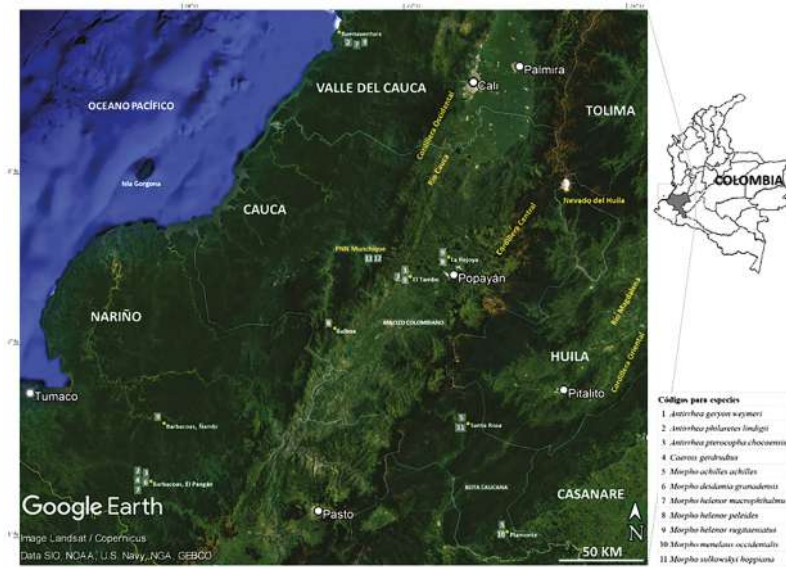 Buenaventura
Palmira
Cali
VALLE DEL CAUCA
OCEANO PACÍFICO
TOLIMA
Cordillera Occidental
Río Cauca
Isla Gorgona
COLOMBIA
CAUCA
Nevado del Huila
Cordillera Central
PNN Munchique
11 12
La Rejoya
El Tambo
Popayán
Río Magdalena
NARIÑO
Balboa
MACIZO COLOMBIANO
HUILA
Cordillera Oriental
Pitalito
Tumaco
Barbacoas, Ñambí
Santa Rosa
Barbacoas, El Pangán
BOTA CAUCANA
CASANARE
Google Earth
Pasto
Piamonte
N
Image Landsat / Copernicus
Data SIO, NOAA, U.S. Navy, NGA, GEBCO
50 KM
Códigos para especies
1 Antirrhea geryon weymeri
2 Antirrhea philaretes lindigii
3 Antirrhea pterocopha chocoensis
4 Caerois gerdrudtus
5 Morpho achilles achilles
6 Morpho deidamia granadensis
7 Morpho helenor macrophthalmus
8 Morpho helenor peleides
9 Morpho helenor rugitaeniatus
10 Morpho menelaus occidentalis
11 Morpho sulkowskyi hoppiana